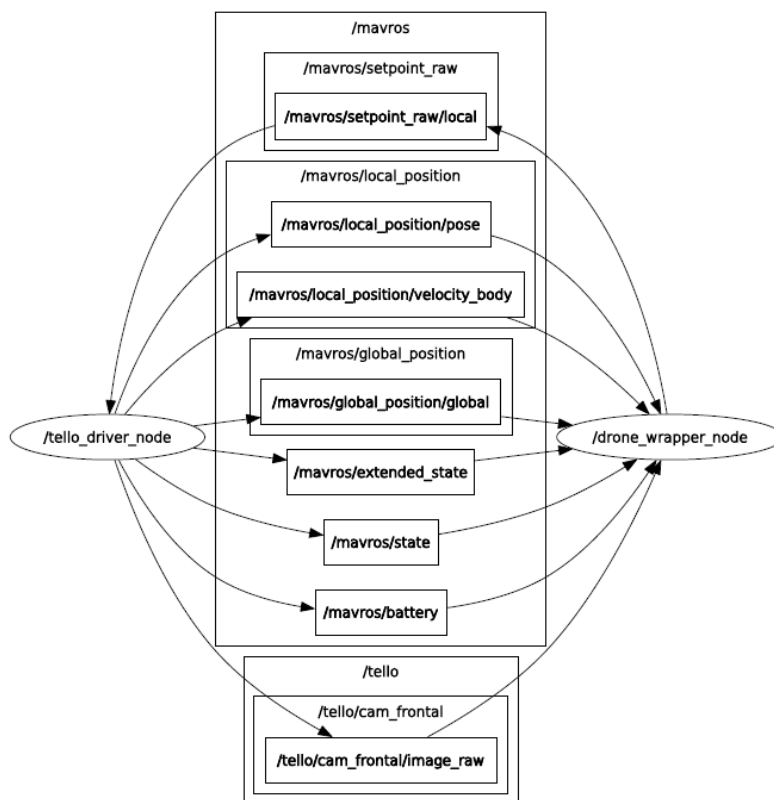 /mavros
/mavros/setpoint_raw
/mavros/setpoint_raw/local
/mavros/local_position
/mavros/local_position/pose
/mavros/local_position/velocity_body
/mavros/global_position
/mavros/global_position/global
/tello_driver_node
/drone_wrapper_node
/mavros/extended_state
/mavros/state
/mavros/battery
/tello
/tello/cam_frontal
/tello/cam_frontal/image_raw